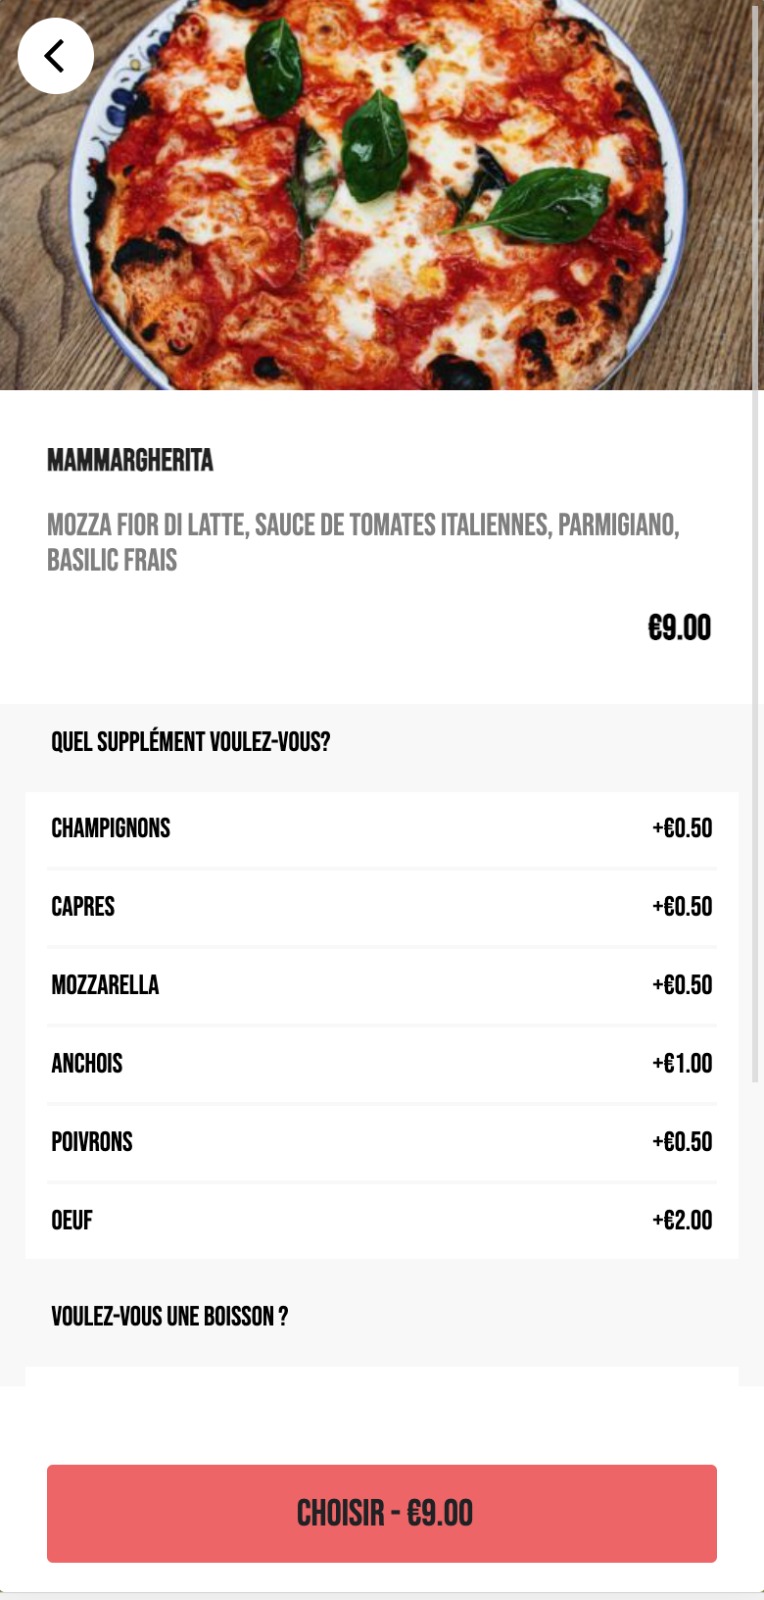 MAMMARGHERITA
MOZZA FIOR DI LATTE, SAUCE DE TOMATES ITALIENNES, PARMIGIANO,
BASILIC FRAIS
€9.00
QUEL SUPPLÉMENT VOULEZ-VOUS?
CHAMPIGNONS +€0.50
CAPRES +€0.50
MOZZARELLA +€0.50
ANCHOIS +€1.00
POIVRONS +€0.50
OEUF +€2.00
VOULEZ-VOUS UNE BOISSON ?
CHOISIR - €9.00